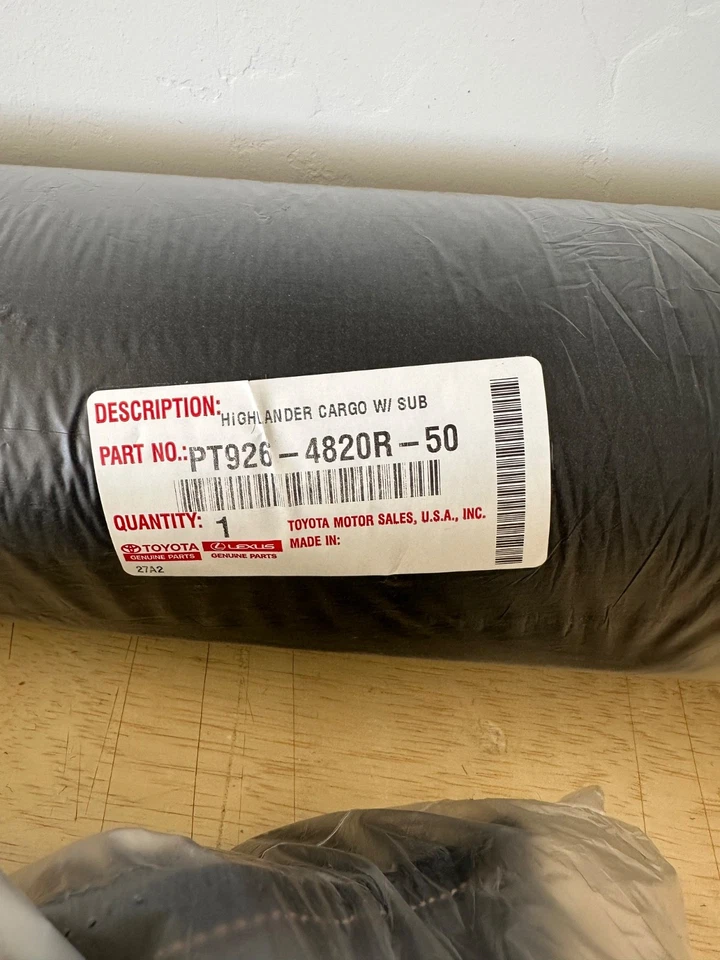 DESCRIPTION: HIGHLANDER CARGO W/ SUB
PART NO.: PT926-4820R-50
QUANTITY: 1
TOYOTA MOTOR SALES, U.S.A., INC.
MADE IN:
TOYOTA
GENUINE PARTS
LEXUS
GENUINE PARTS
27A2